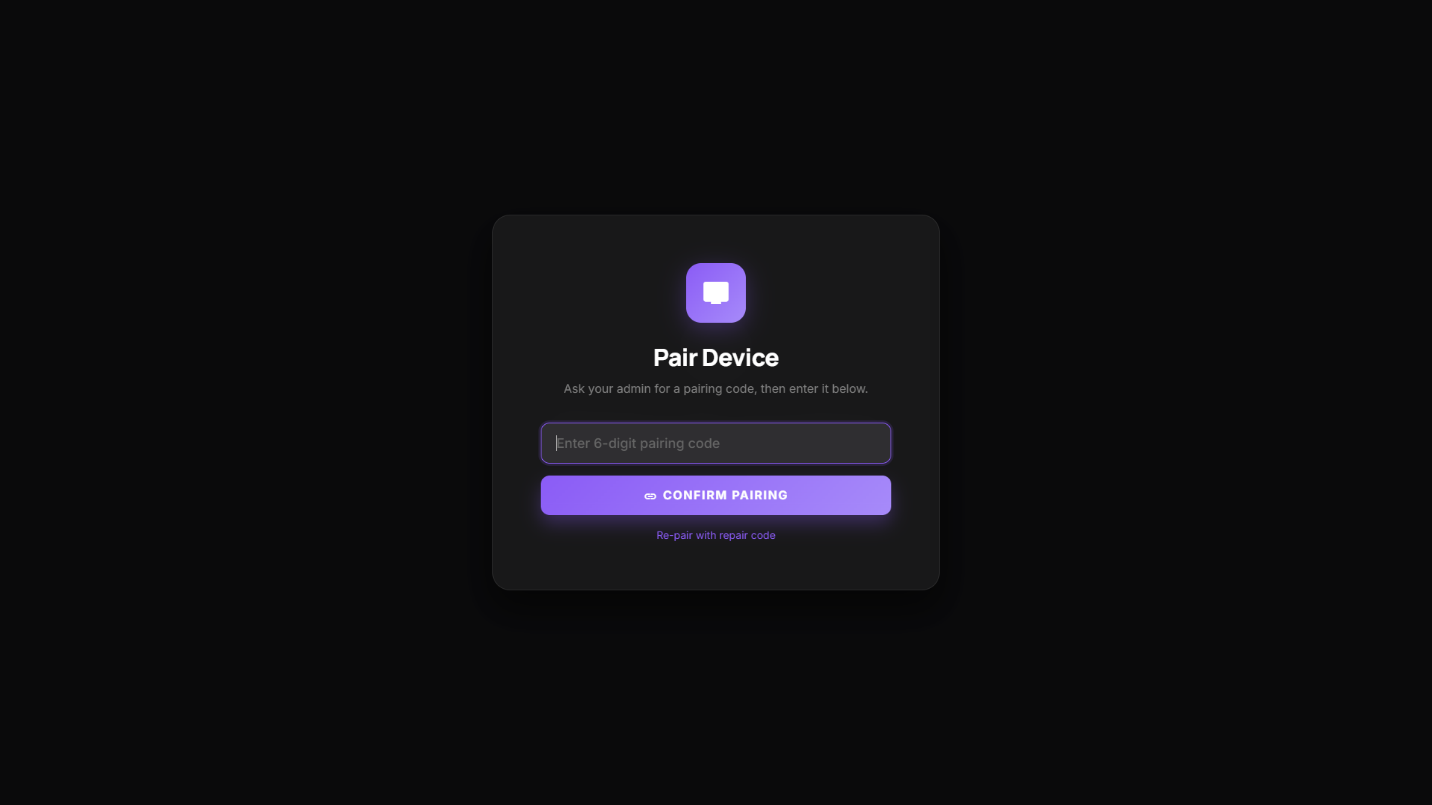 Pair Device
Ask your admin for a pairing code, then enter it below.
Enter 6-digit pairing code
CONFIRM PAIRING
Re-pair with repair code